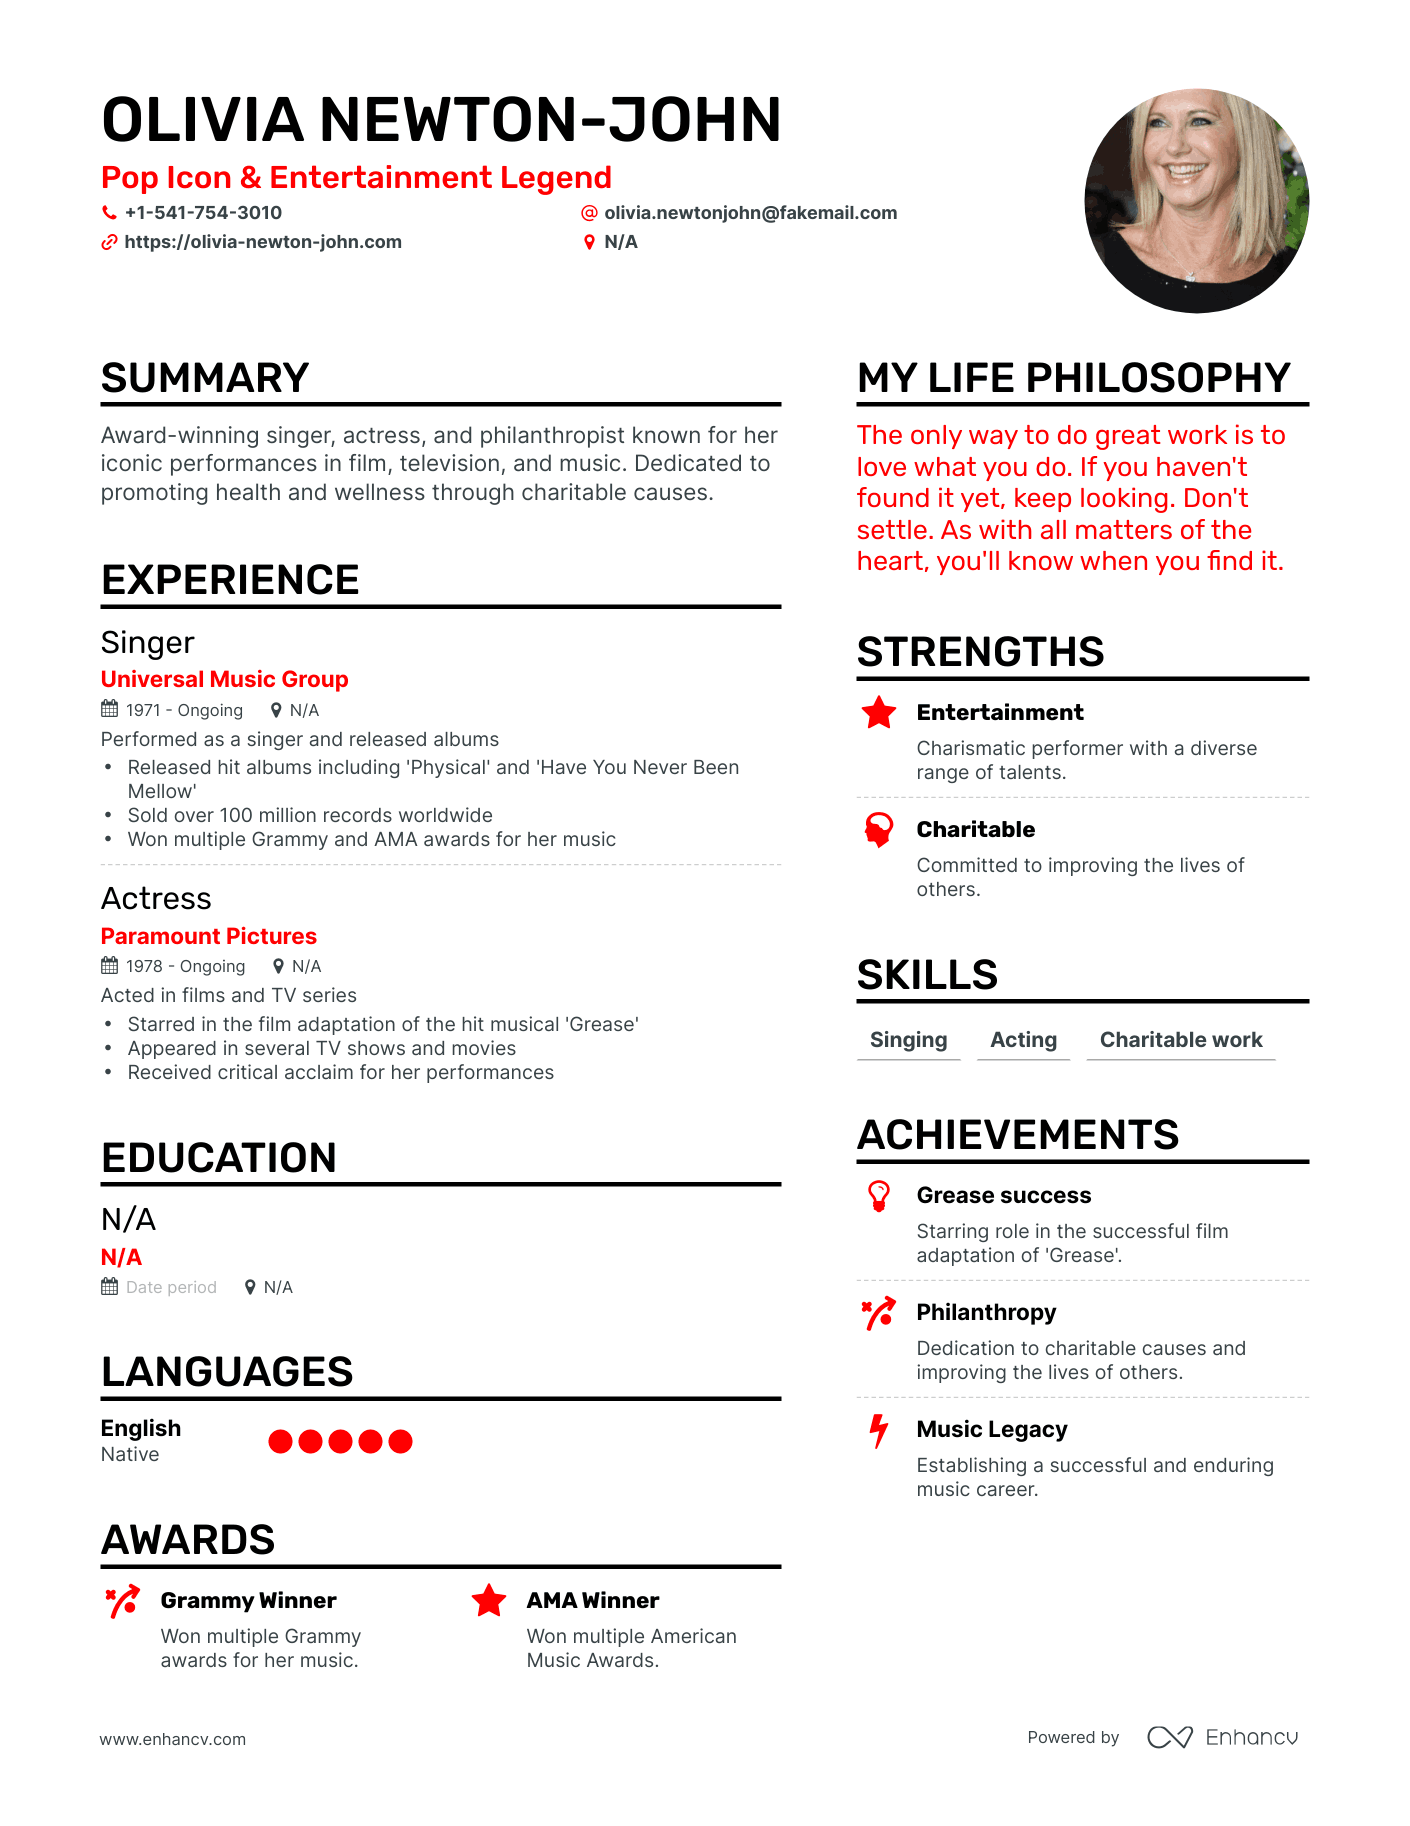 OLIVIA NEWTON-JOHN
Pop Icon & Entertainment Legend
+1-541-754-3010
olivia.newtonjohn@fakemail.com
https://olivia-newton-john.com
N/A
SUMMARY
Award-winning singer, actress, and philanthropist known for her
iconic performances in film, television, and music. Dedicated to
promoting health and wellness through charitable causes.
EXPERIENCE
Singer
Universal Music Group
1971 - Ongoing
N/A
Performed as a singer and released albums
• Released hit albums including 'Physical' and 'Have You Never Been
Mellow'
• Sold over 100 million records worldwide
• Won multiple Grammy and AMA awards for her music
Actress
Paramount Pictures
1978 - Ongoing
N/A
Acted in films and TV series
• Starred in the film adaptation of the hit musical 'Grease'
• Appeared in several TV shows and movies
• Received critical acclaim for her performances
EDUCATION
N/A
N/A
Date period
N/A
LANGUAGES
English
Native
AWARDS
Grammy Winner
Won multiple Grammy
awards for her music.
AMA Winner
Won multiple American
Music Awards.
MY LIFE PHILOSOPHY
The only way to do great work is to
love what you do. If you haven't
found it yet, keep looking. Don't
settle. As with all matters of the
heart, you'll know when you find it.
STRENGTHS
Entertainment
Charismatic performer with a diverse
range of talents.
Charitable
Committed to improving the lives of
others.
SKILLS
Singing
Acting
Charitable work
ACHIEVEMENTS
Grease success
Starring role in the successful film
adaptation of 'Grease'.
Philanthropy
Dedication to charitable causes and
improving the lives of others.
Music Legacy
Establishing a successful and enduring
music career.
www.enhancv.com
Powered by
Enhancv